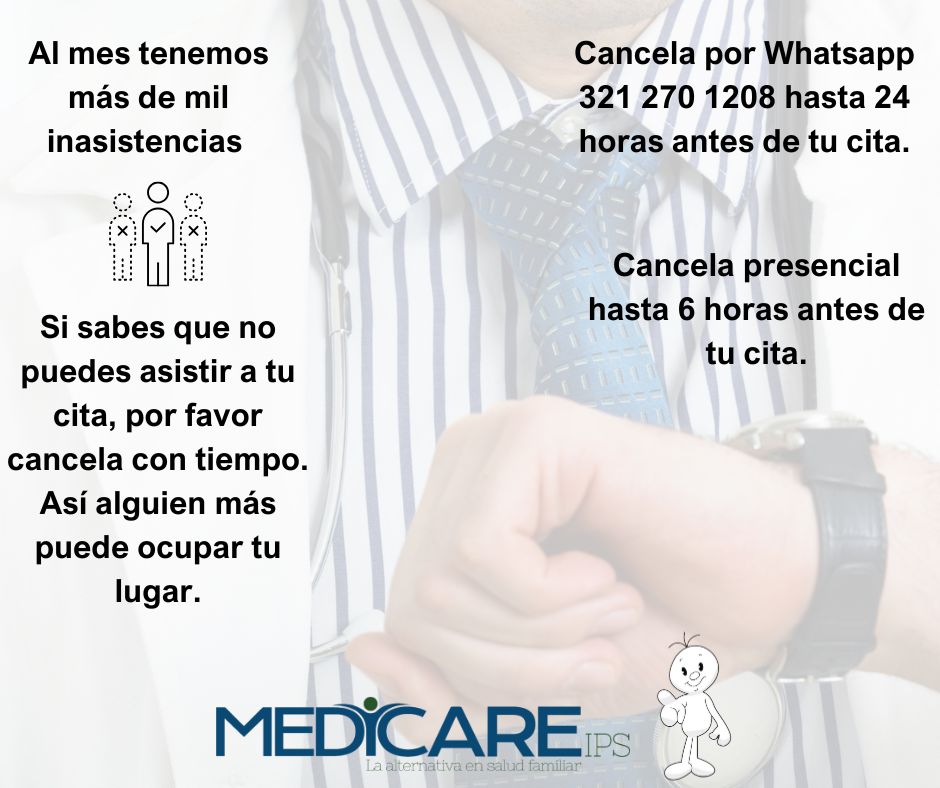 Al mes tenemos
más de mil
inasistencias
Si sabes que no
puedes asistir a tu
cita, por favor
cancela con tiempo.
Así alguien más
puede ocupar tu
lugar.
Cancela por Whatsapp
321 270 1208 hasta 24
horas antes de tu cita.
Cancela presencial
hasta 6 horas antes de
tu cita.
MEDICARE IPS
La alternativa en salud familiar